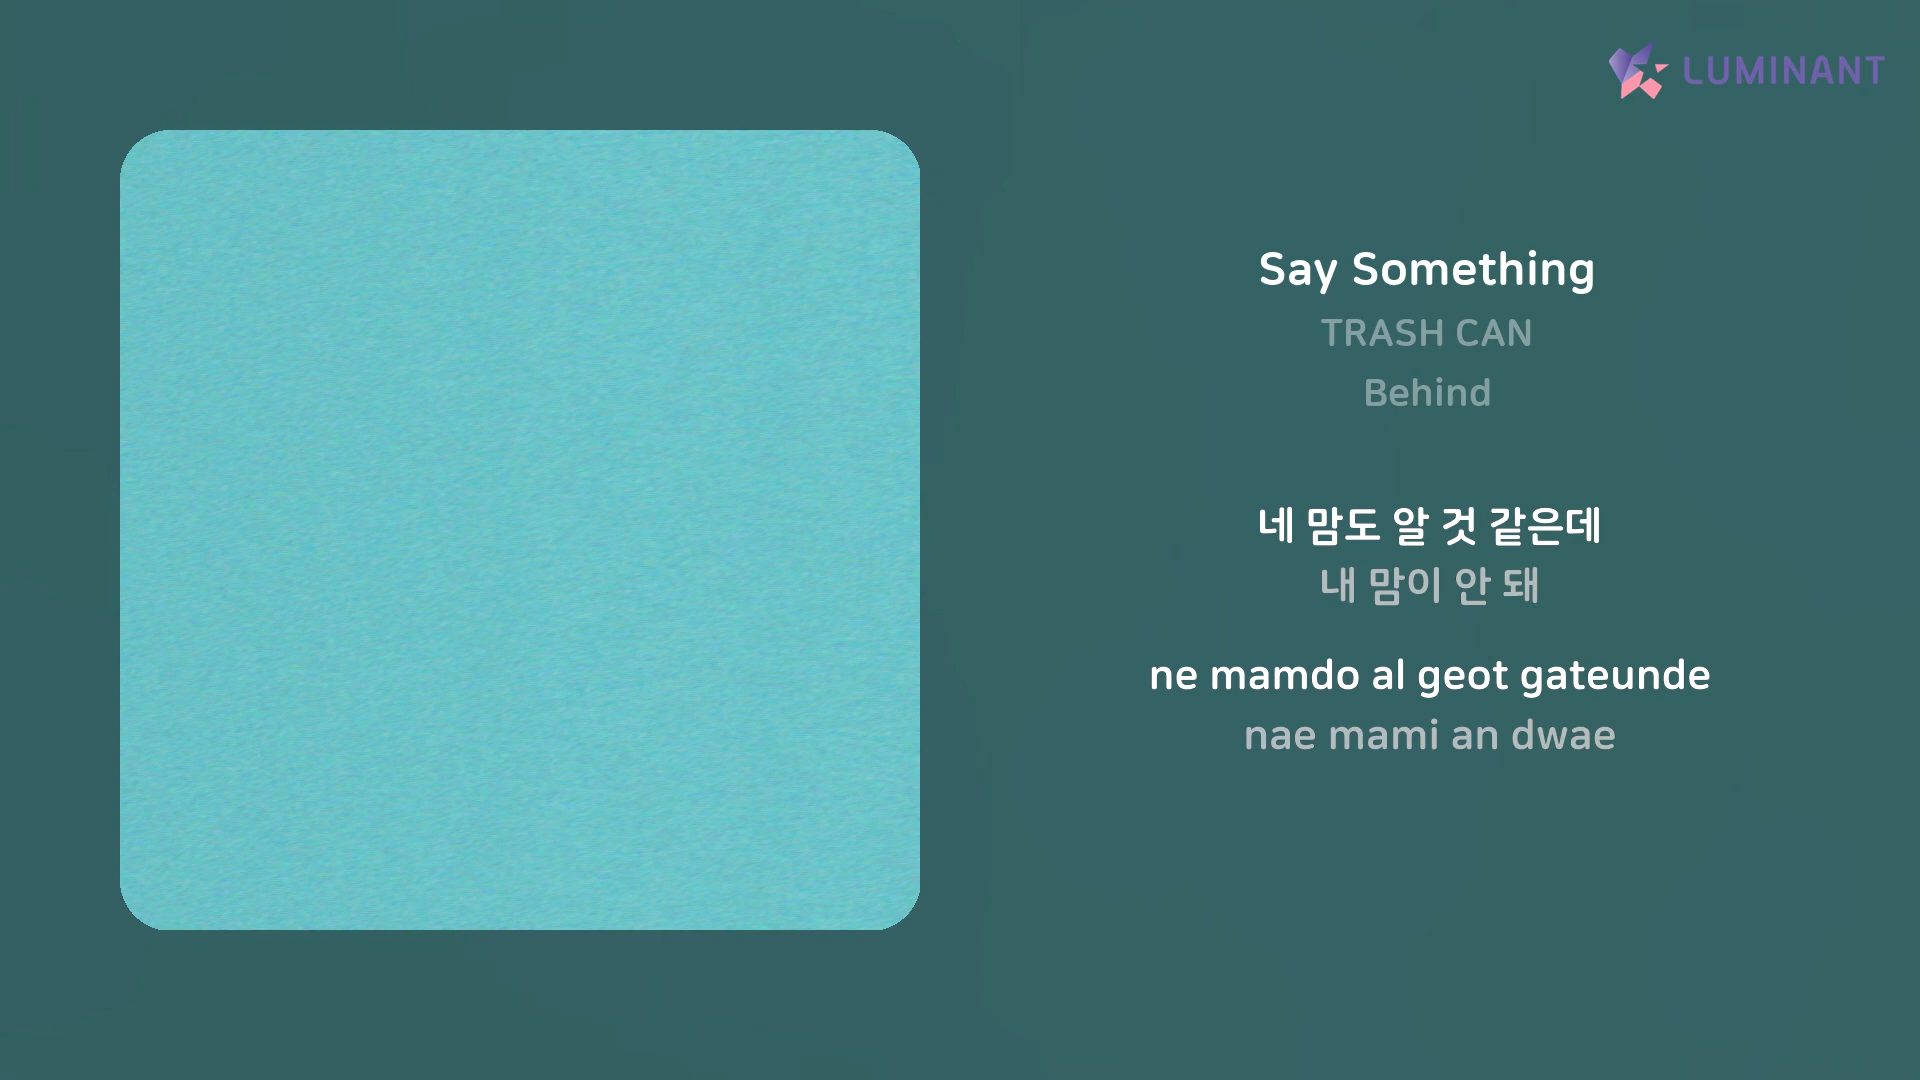 LUMINANT
Say Something
TRASH CAN
Behind
네 맘도 알 것 같은데
내 맘이 안 돼
ne mamdo al geot gateunde
nae mami an dwae